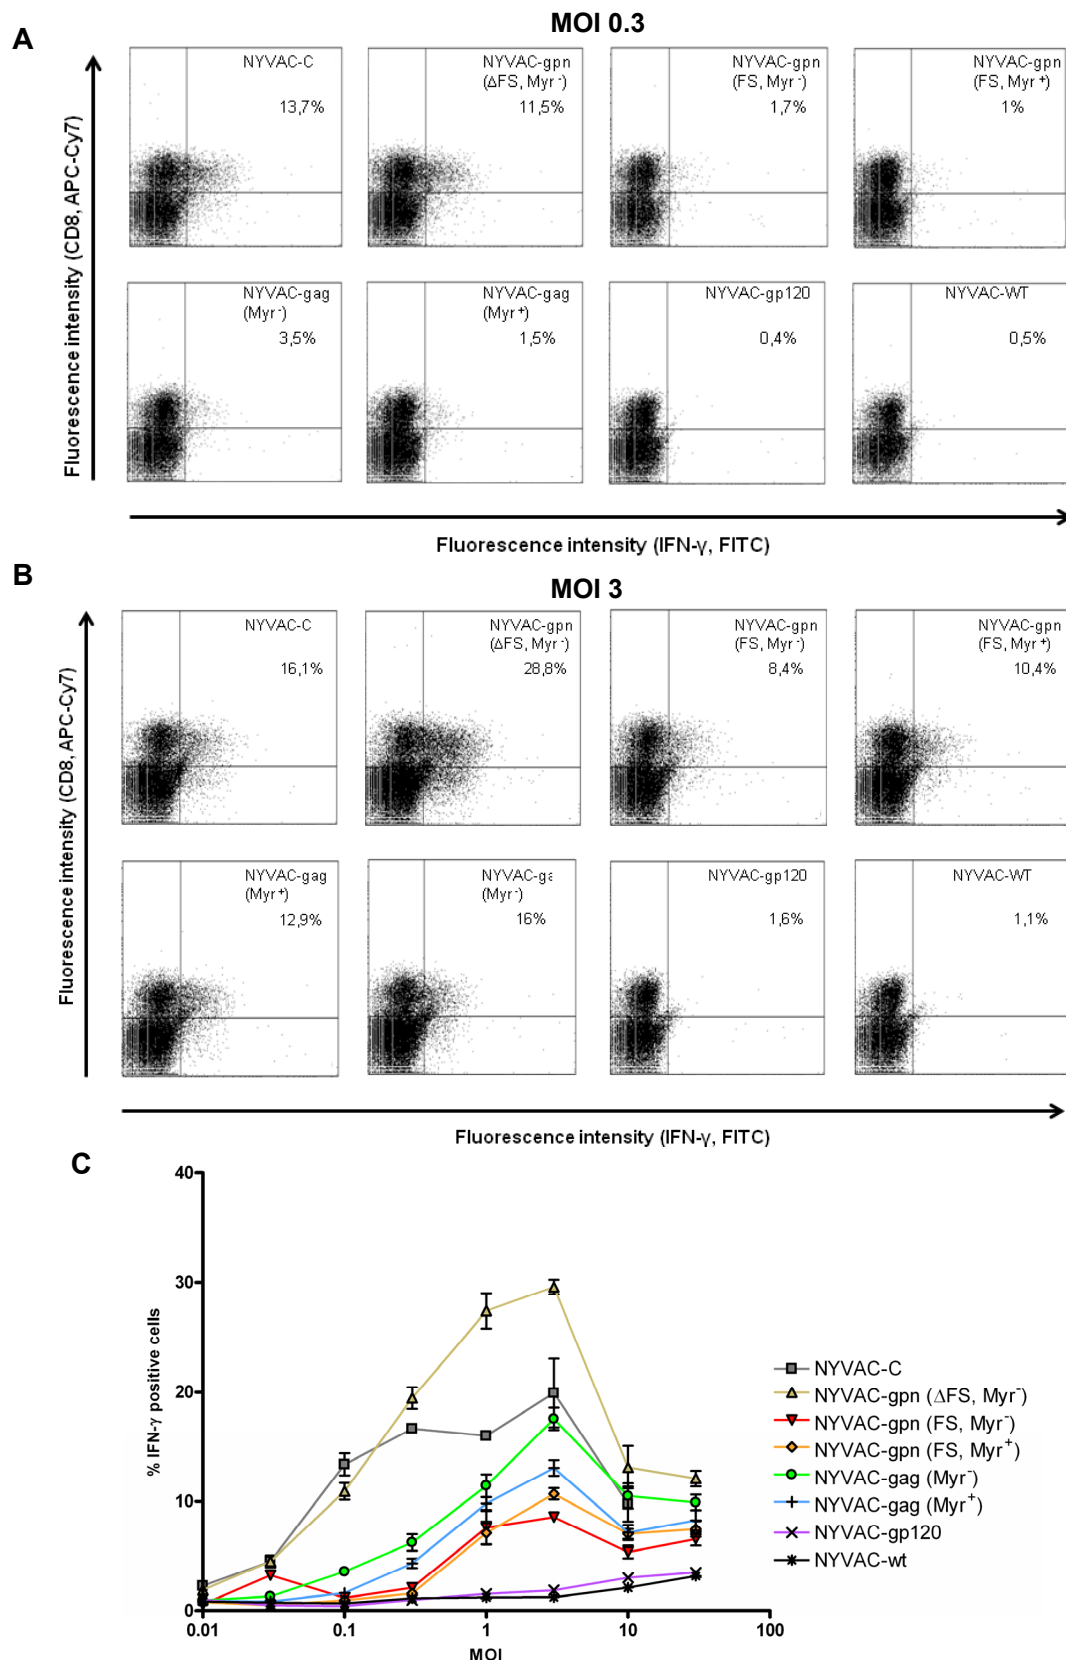 A
MOI 0.3
NYVAC-C
13,7%
NYVAC-gpn
(ΔFS, Myr⁻)
11,5%
NYVAC-gpn
(FS, Myr⁻)
1,7%
NYVAC-gpn
(FS, Myr⁺)
1%
NYVAC-gag
(Myr⁻)
3,5%
NYVAC-gag
(Myr⁺)
1,5%
NYVAC-gp120
0,4%
NYVAC-WT
0,5%
Fluorescence intensity (CD8, APC-Cy7)
Fluorescence intensity (IFN-γ, FITC)
B
MOI 3
NYVAC-C
16,1%
NYVAC-gpn
(ΔFS, Myr⁻)
28,8%
NYVAC-gpn
(FS, Myr⁻)
8,4%
NYVAC-gpn
(FS, Myr⁺)
10,4%
NYVAC-gag
(Myr⁺)
12,9%
NYVAC-ga
(Myr⁻)
16%
NYVAC-gp120
1,6%
NYVAC-WT
1,1%
Fluorescence intensity (CD8, APC-Cy7)
Fluorescence intensity (IFN-γ, FITC)
C
% IFN-γ positive cells
40
30
20
10
0
0.01
0.1
1
10
100
MOI
NYVAC-C
NYVAC-gpn (ΔFS, Myr⁻)
NYVAC-gpn (FS, Myr⁻)
NYVAC-gpn (FS, Myr⁺)
NYVAC-gag (Myr⁻)
NYVAC-gag (Myr⁺)
NYVAC-gp120
NYVAC-wt